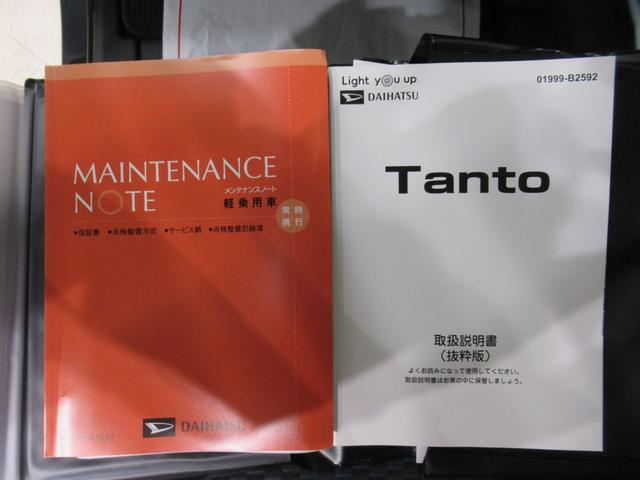 MAINTENANCE
NOTE
メンテナンスノート
軽乗用車
常時
携行
●保証書 ●点検整備方式 ●サービス網 ●点検整備記録簿
DAIHATSU
Light you up
DAIHATSU
01999-B2592
Tanto
取扱説明書
(抜粋版)
よくお読みになって使用してください。
取扱説明書はお車の中に保管しましょう。